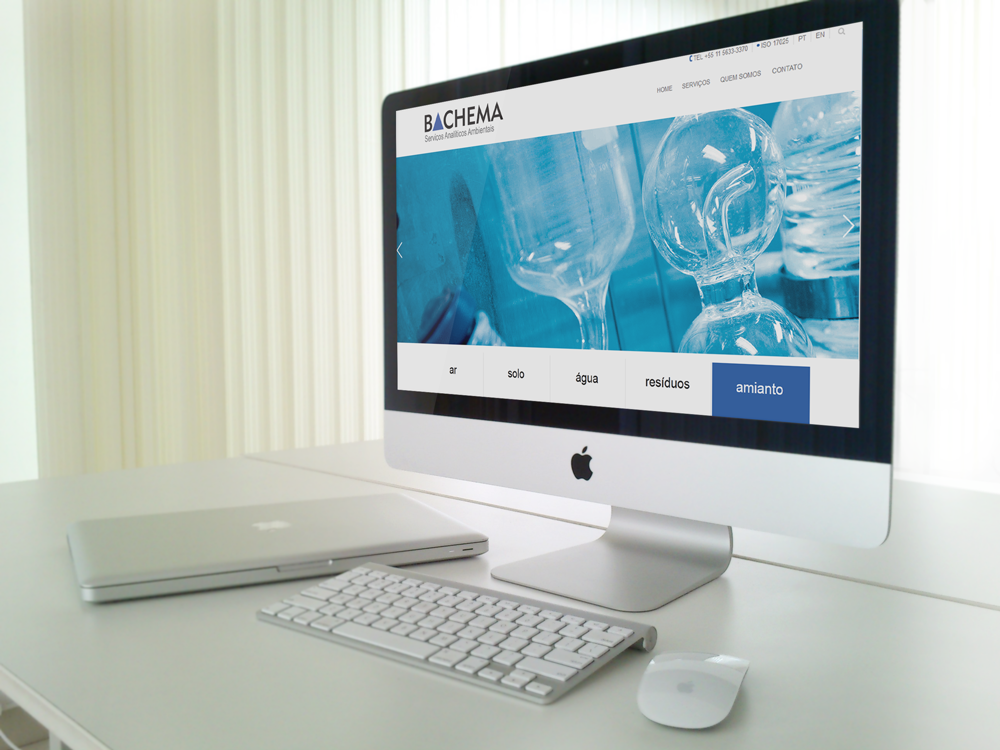 TEL +55 11 5633-3370 ISO 17025 PT EN
HOME SERVIÇOS QUEM SOMOS CONTATO
BACHEMA
Serviços Analíticos Ambientais
ar solo água resíduos amianto